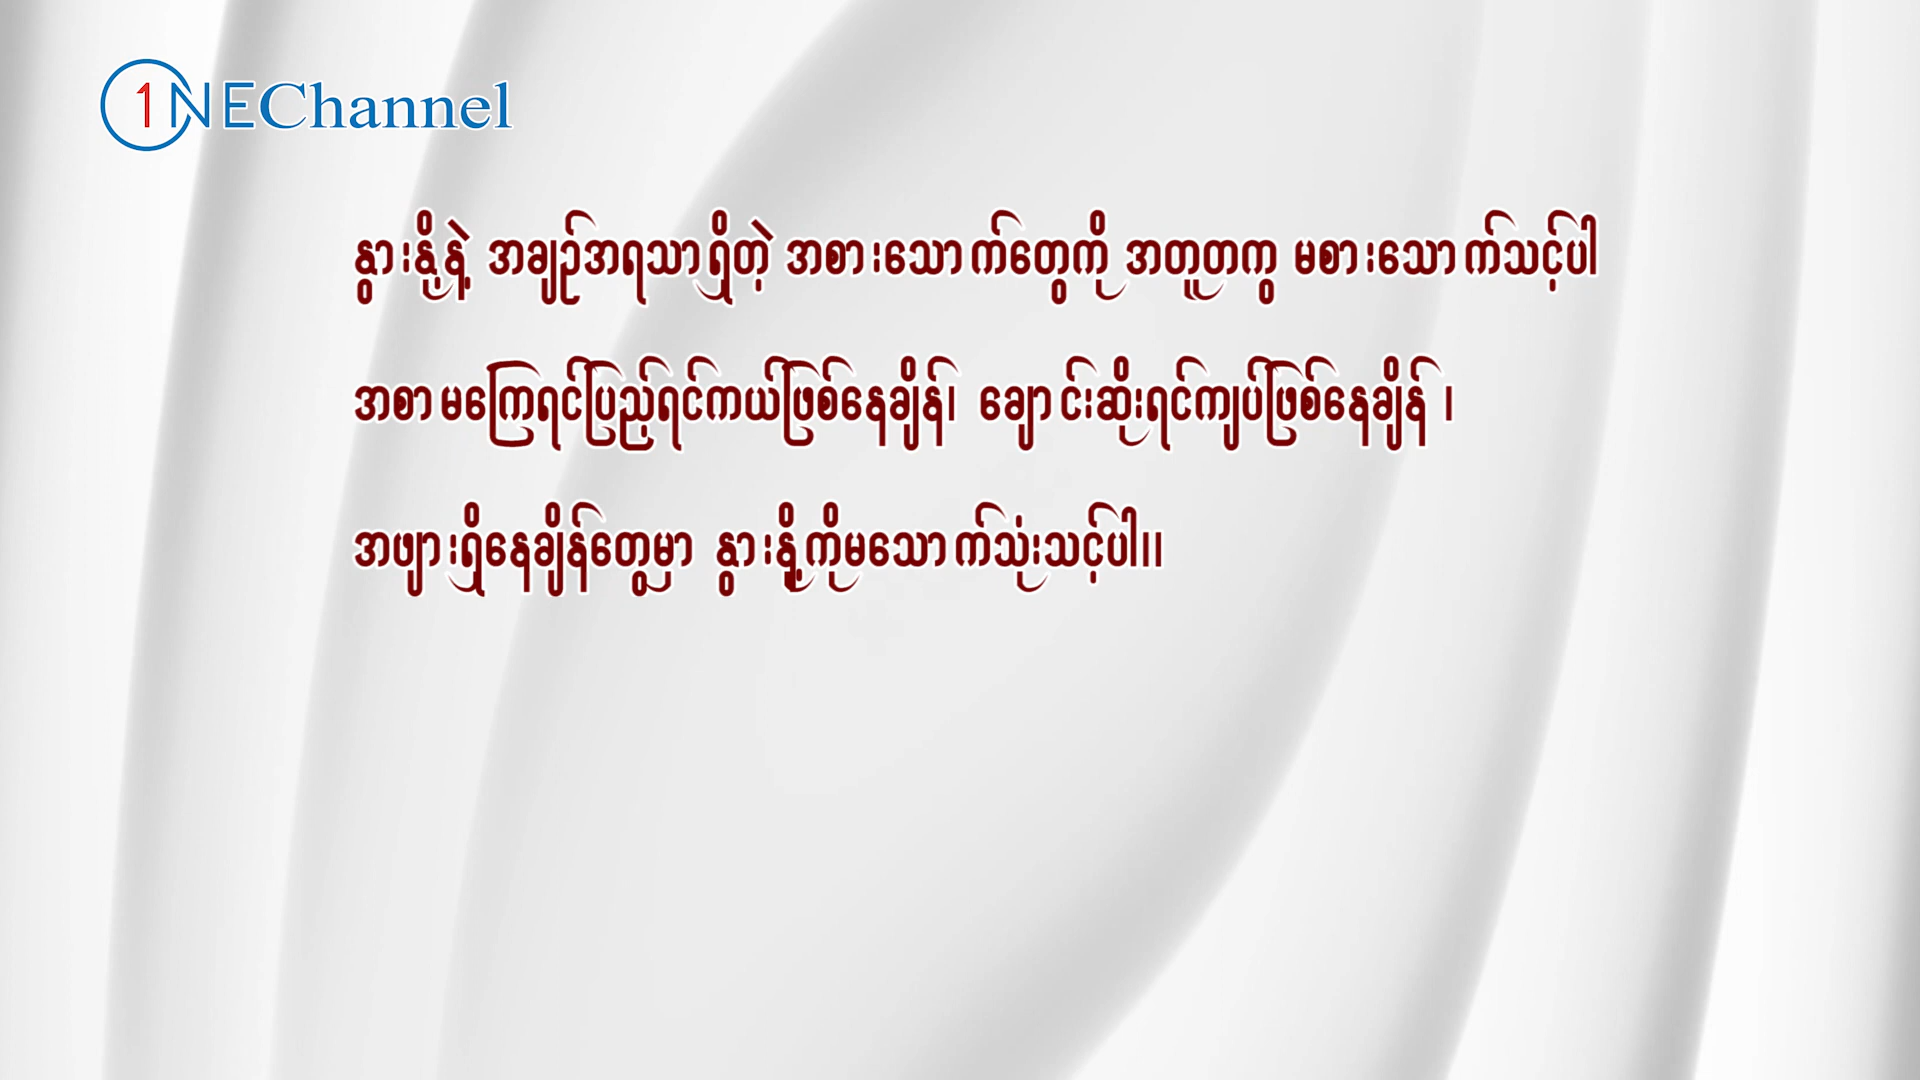 1NEChannel
နွားနို့နဲ့ အချဉ်အရသာရှိတဲ့ အစားသောက်တွေကို အတူတကွ မစားသောက်သင့်ပါ
အစာမကြေရင်ပြည့်ရင်ကယ်ဖြစ်နေချိန်၊ ချောင်းဆိုးရင်ကျပ်ဖြစ်နေချိန် ၊
အဖျားရှိနေချိန်တွေမှာ နွားနို့ကိုမသောက်သုံးသင့်ပါ။